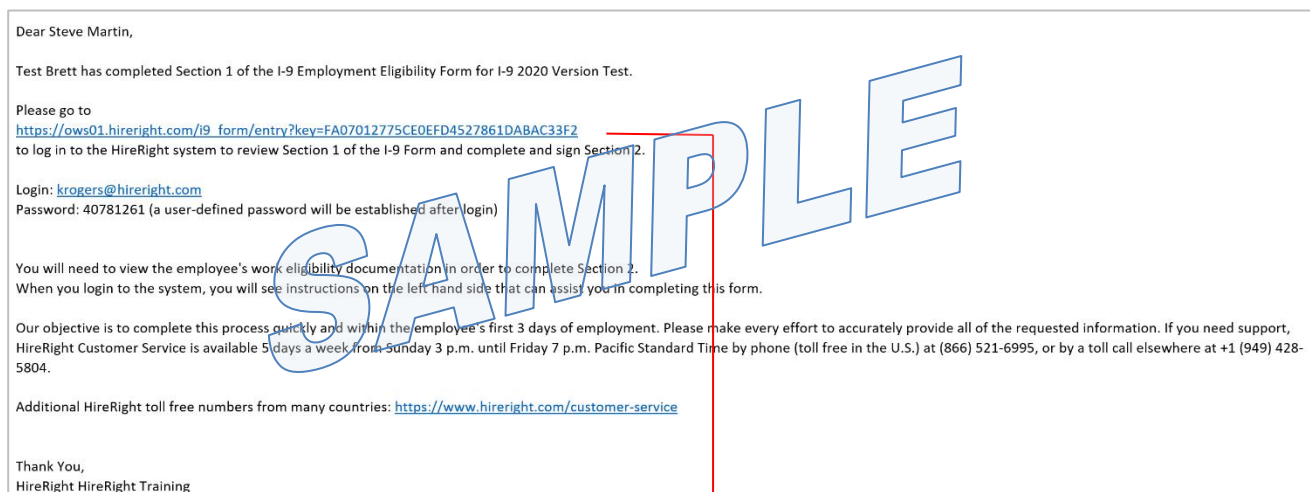 Dear Steve Martin,
Test Brett has completed Section 1 of the I-9 Employment Eligibility Form for I-9 2020 Version Test.
Please go to
https://ows01.hireright.com/i9_form/entry?key=FA07012775CE0EFD4527861DABAC33F2
to log in to the HireRight system to review Section 1 of the I-9 Form and complete and sign Section 2.
Login: krogers@hireright.com
Password: 40781261 (a user-defined password will be established after login)
You will need to view the employee's work eligibility documentation in order to complete Section 2.
When you login to the system, you will see instructions on the left hand side that can assist you in completing this form.
Our objective is to complete this process quickly and within the employee's first 3 days of employment. Please make every effort to accurately provide all of the requested information. If you need support,
HireRight Customer Service is available 5 days a week from Sunday 3 p.m. until Friday 7 p.m. Pacific Standard Time by phone (toll free in the U.S.) at (866) 521-6995, or by a toll call elsewhere at +1 (949) 428-
5804.
Additional HireRight toll free numbers from many countries: https://www.hireright.com/customer-service
Thank You,
HireRight HireRight Training
SAMPLE